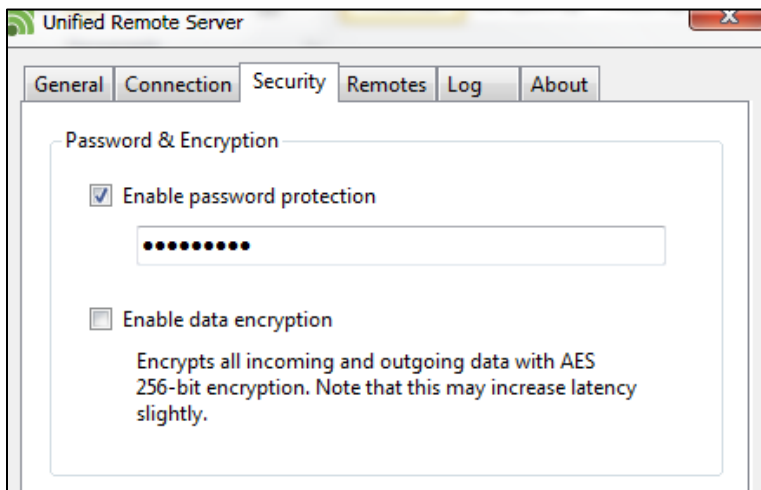 Unified Remote Server
General Connection Security Remotes Log About
Password & Encryption
Enable password protection
•••••••••
Enable data encryption
Encrypts all incoming and outgoing data with AES
256-bit encryption. Note that this may increase latency
slightly.